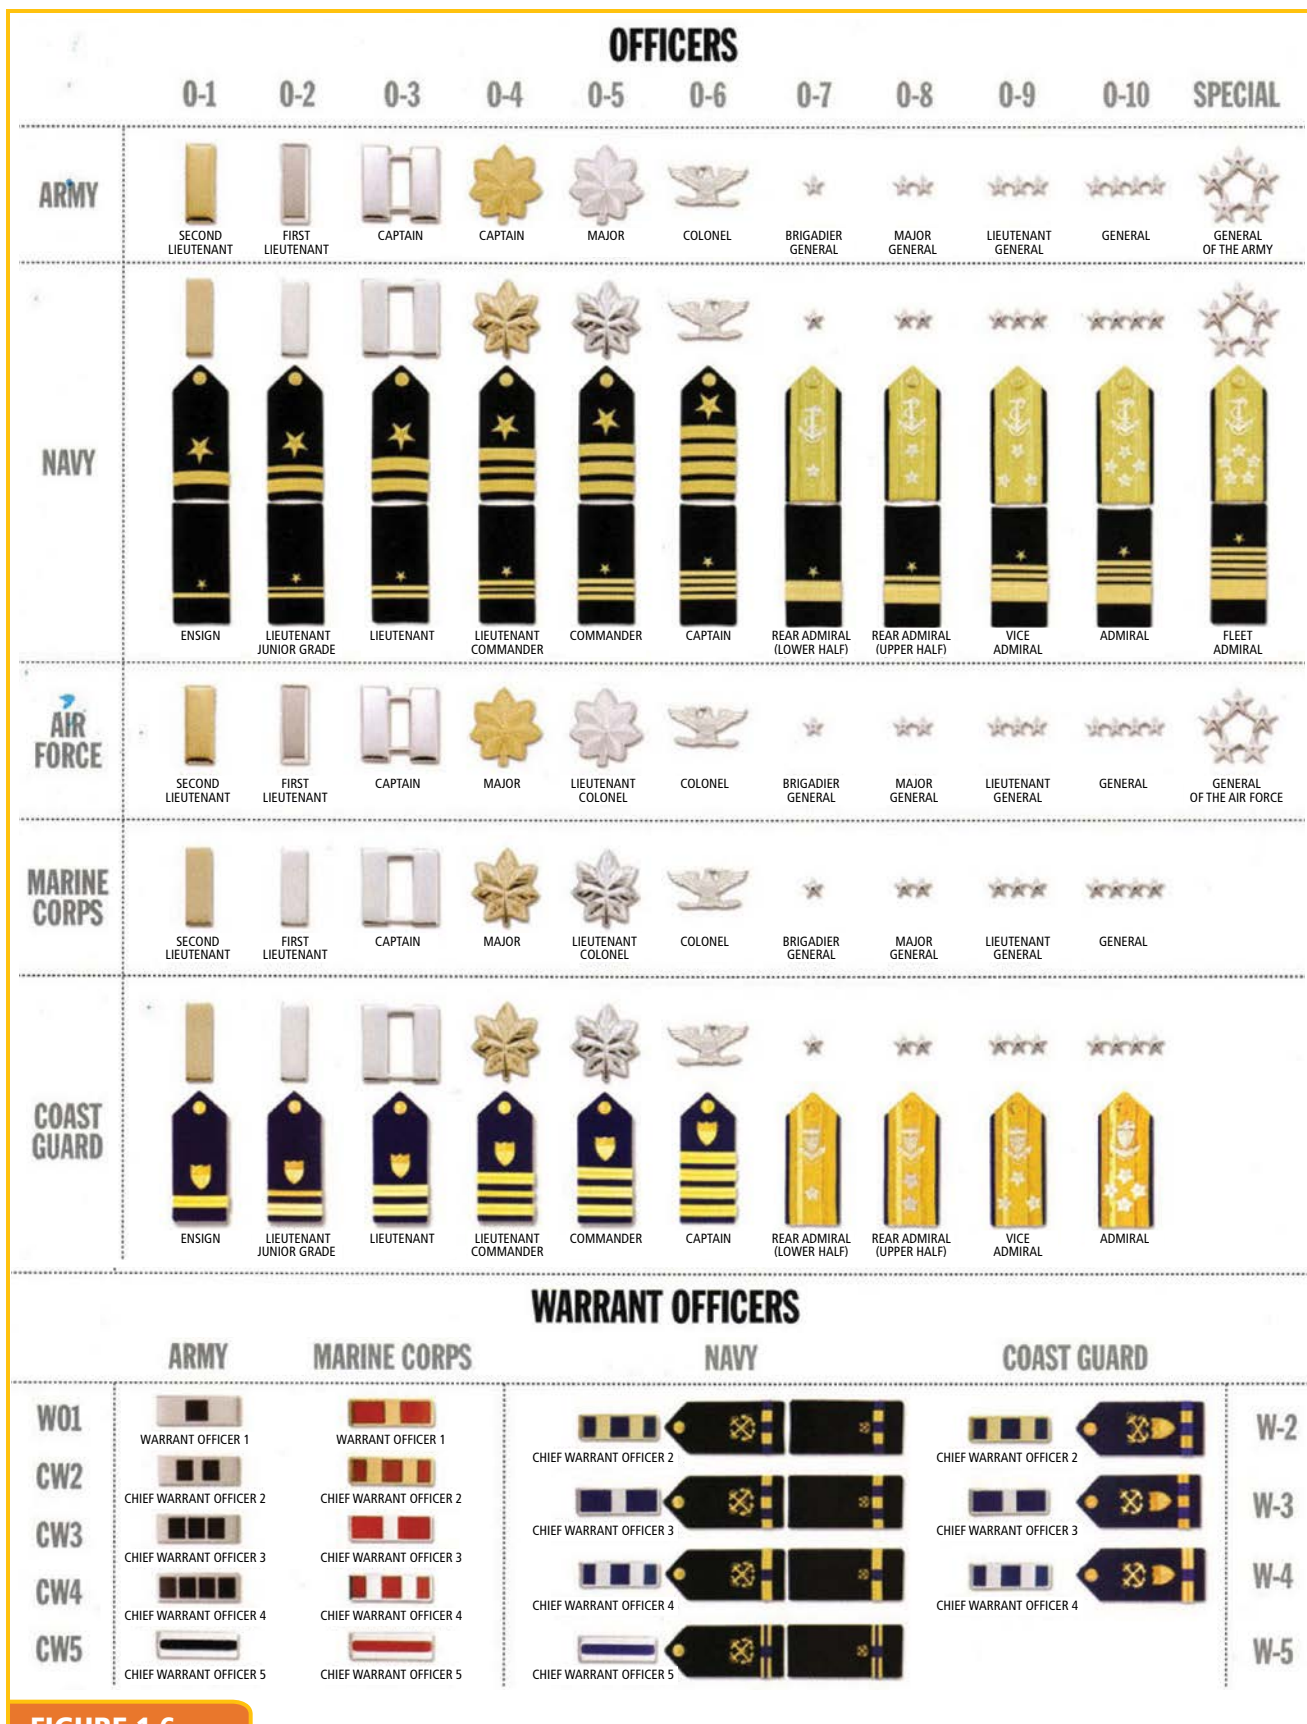 OFFICERS
O-1 O-2 O-3 O-4 O-5 O-6 O-7 O-8 O-9 O-10 SPECIAL
ARMY
SECOND LIEUTENANT
FIRST LIEUTENANT
CAPTAIN
CAPTAIN
MAJOR
COLONEL
BRIGADIER GENERAL
MAJOR GENERAL
LIEUTENANT GENERAL
GENERAL
GENERAL OF THE ARMY
NAVY
ENSIGN
LIEUTENANT JUNIOR GRADE
LIEUTENANT
LIEUTENANT COMMANDER
COMMANDER
CAPTAIN
REAR ADMIRAL (LOWER HALF)
REAR ADMIRAL (UPPER HALF)
VICE ADMIRAL
ADMIRAL
FLEET ADMIRAL
AIR FORCE
SECOND LIEUTENANT
FIRST LIEUTENANT
CAPTAIN
MAJOR
LIEUTENANT COLONEL
COLONEL
BRIGADIER GENERAL
MAJOR GENERAL
LIEUTENANT GENERAL
GENERAL
GENERAL OF THE AIR FORCE
MARINE CORPS
SECOND LIEUTENANT
FIRST LIEUTENANT
CAPTAIN
MAJOR
LIEUTENANT COLONEL
COLONEL
BRIGADIER GENERAL
MAJOR GENERAL
LIEUTENANT GENERAL
GENERAL
COAST GUARD
ENSIGN
LIEUTENANT JUNIOR GRADE
LIEUTENANT
LIEUTENANT COMMANDER
COMMANDER
CAPTAIN
REAR ADMIRAL (LOWER HALF)
REAR ADMIRAL (UPPER HALF)
VICE ADMIRAL
ADMIRAL
WARRANT OFFICERS
ARMY MARINE CORPS NAVY COAST GUARD
WO1
WARRANT OFFICER 1
WARRANT OFFICER 1
CHIEF WARRANT OFFICER 2
CHIEF WARRANT OFFICER 2
W-2
CW2
CHIEF WARRANT OFFICER 2
CHIEF WARRANT OFFICER 2
CHIEF WARRANT OFFICER 3
CHIEF WARRANT OFFICER 3
W-3
CW3
CHIEF WARRANT OFFICER 3
CHIEF WARRANT OFFICER 3
CW4
CHIEF WARRANT OFFICER 4
CHIEF WARRANT OFFICER 4
CHIEF WARRANT OFFICER 4
CHIEF WARRANT OFFICER 4
W-4
CW5
CHIEF WARRANT OFFICER 5
CHIEF WARRANT OFFICER 5
CHIEF WARRANT OFFICER 5
W-5
FIGURE 1.6